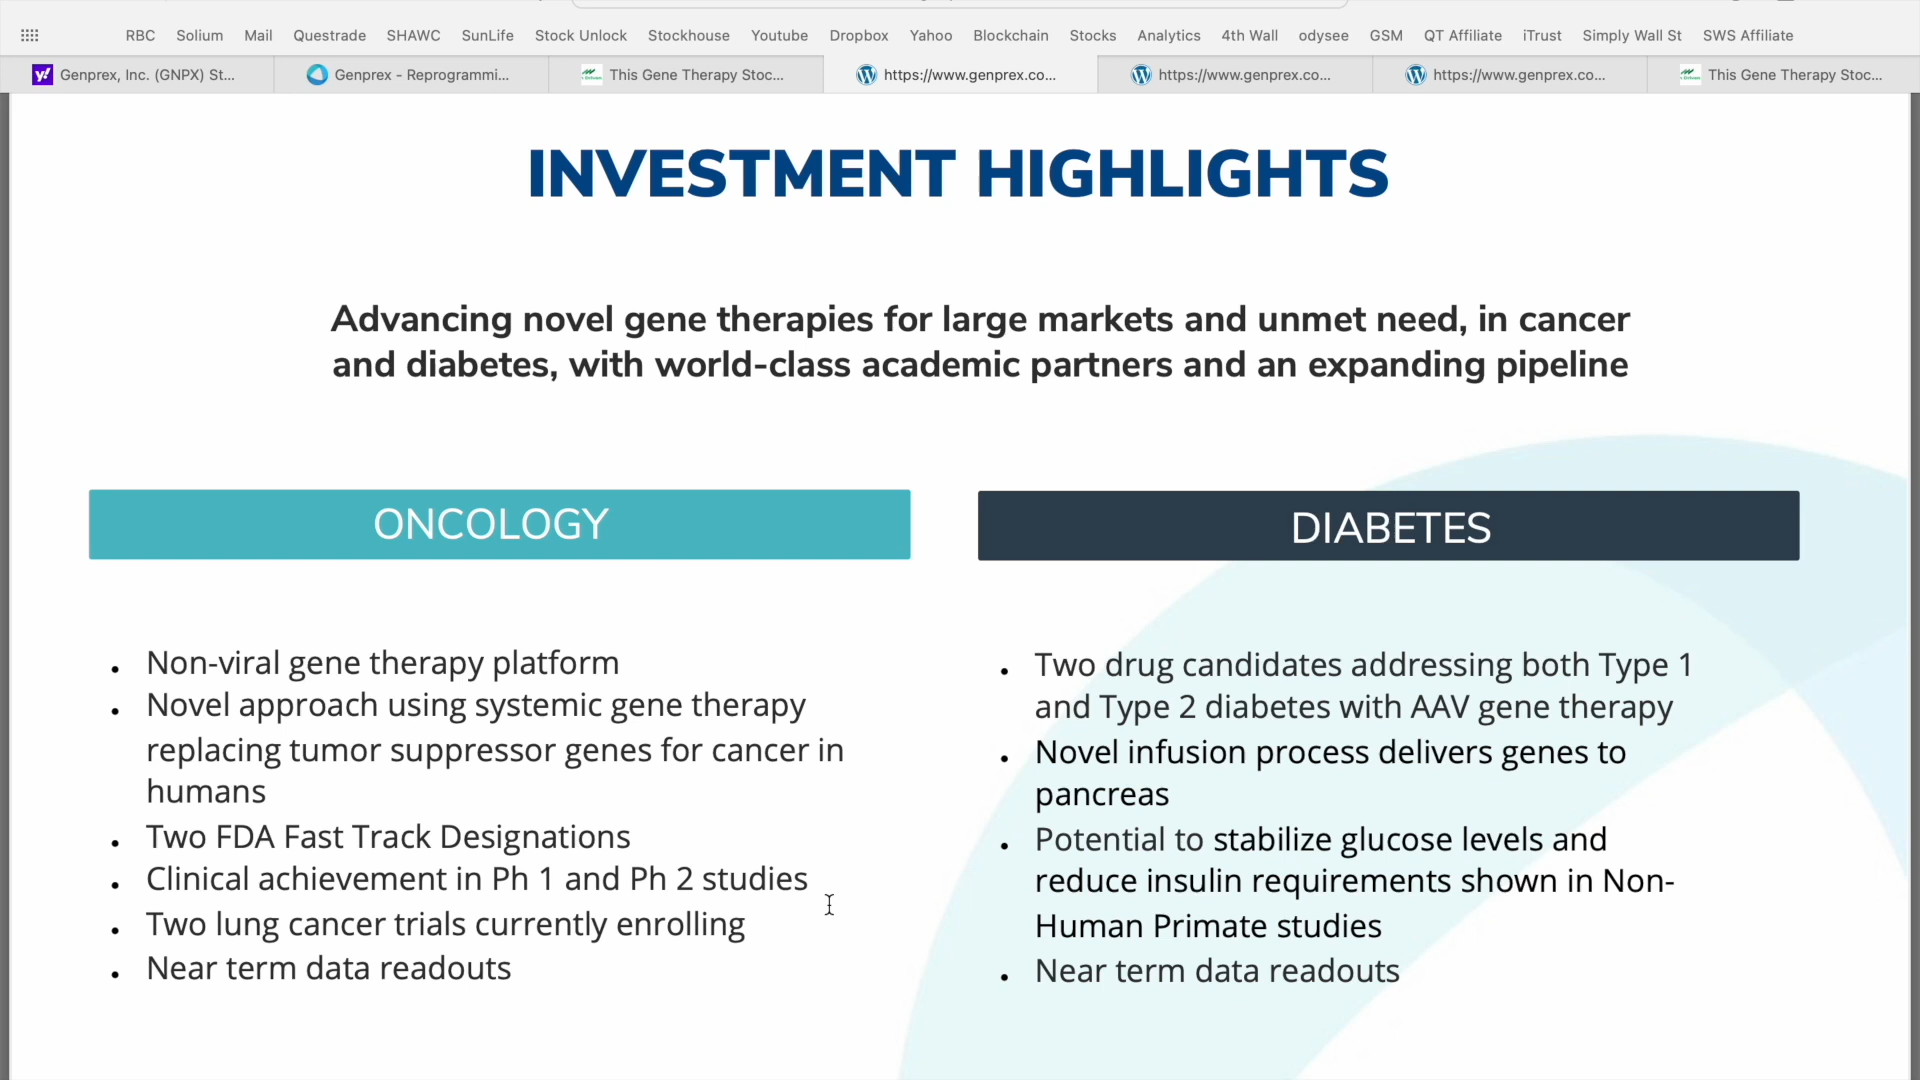 RBC Solium Mail Questrade SHAWC SunLife Stock Unlock Stockhouse Youtube Dropbox Yahoo Blockchain Stocks Analytics 4th Wall odysee GSM QT Affiliate iTrust Simply Wall St SWS Affiliate
y! Genprex, Inc. (GNPX) St... Genprex - Reprogrammi... This Gene Therapy Stoc... https://www.genprex.co... https://www.genprex.co... https://www.genprex.co... This Gene Therapy Stoc...
INVESTMENT HIGHLIGHTS
Advancing novel gene therapies for large markets and unmet need, in cancer
and diabetes, with world-class academic partners and an expanding pipeline
ONCOLOGY
• Non-viral gene therapy platform
• Novel approach using systemic gene therapy
replacing tumor suppressor genes for cancer in
humans
• Two FDA Fast Track Designations
• Clinical achievement in Ph 1 and Ph 2 studies
• Two lung cancer trials currently enrolling
• Near term data readouts
DIABETES
• Two drug candidates addressing both Type 1
and Type 2 diabetes with AAV gene therapy
• Novel infusion process delivers genes to
pancreas
• Potential to stabilize glucose levels and
reduce insulin requirements shown in Non-
Human Primate studies
• Near term data readouts